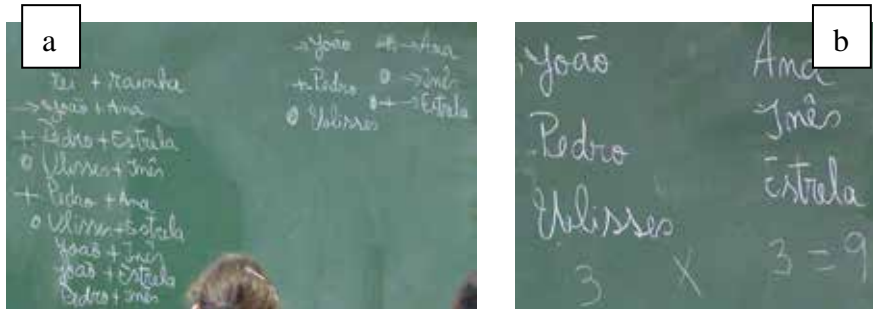 a
rei + rainha
→ João + Ana
+ Pedro + Estrela
o Ulisses + Inês
+ Pedro + Ana
o Ulisses + Estrela
João + Inês
João + Estrela
Pedro + Inês
→ João → Ana
+ Pedro o → Inês
o Ulisses → Estrela
b
João Ana
Pedro Inês
Ulisses Estrela
3 X 3 = 9